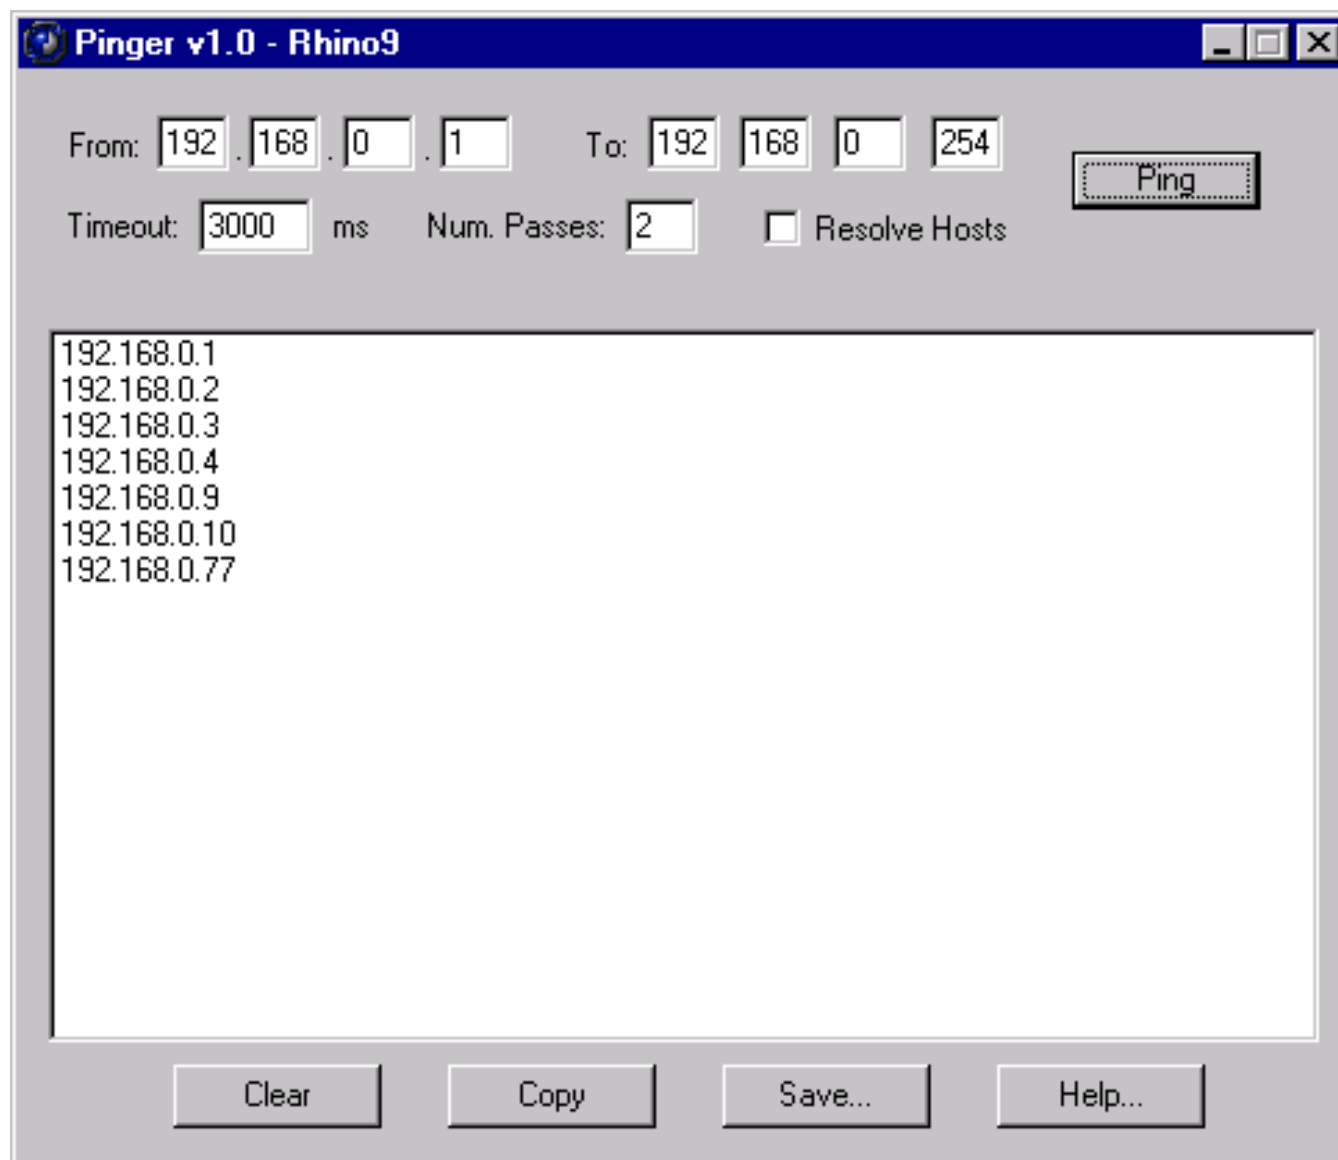 Pinger v1.0 - Rhino9
From: 192 . 168 . 0 . 1 To: 192 168 0 254
Ping
Timeout: 3000 ms Num. Passes: 2 Resolve Hosts
192.168.0.1
192.168.0.2
192.168.0.3
192.168.0.4
192.168.0.9
192.168.0.10
192.168.0.77
Clear Copy Save... Help...